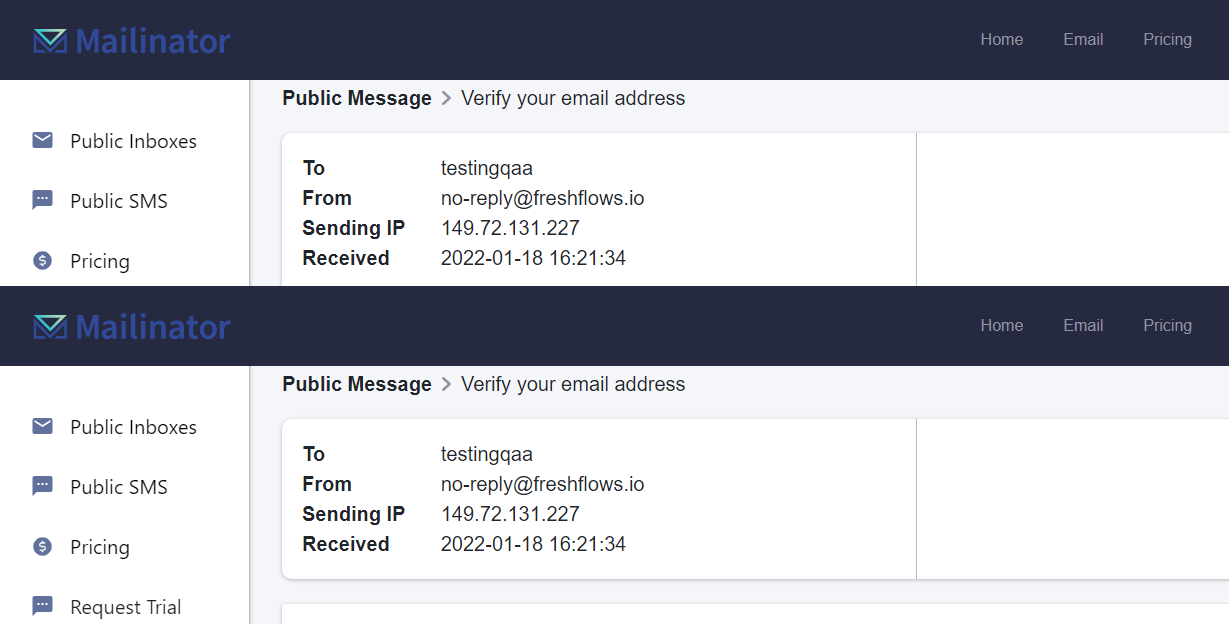 Mailinator Home Email Pricing
Public Message > Verify your email address
Public Inboxes
To testingqaa
From no-reply@freshflows.io
Public SMS
Sending IP 149.72.131.227
Received 2022-01-18 16:21:34
Pricing
Mailinator Home Email Pricing
Public Message > Verify your email address
Public Inboxes
To testingqaa
From no-reply@freshflows.io
Public SMS
Sending IP 149.72.131.227
Received 2022-01-18 16:21:34
Pricing
Request Trial